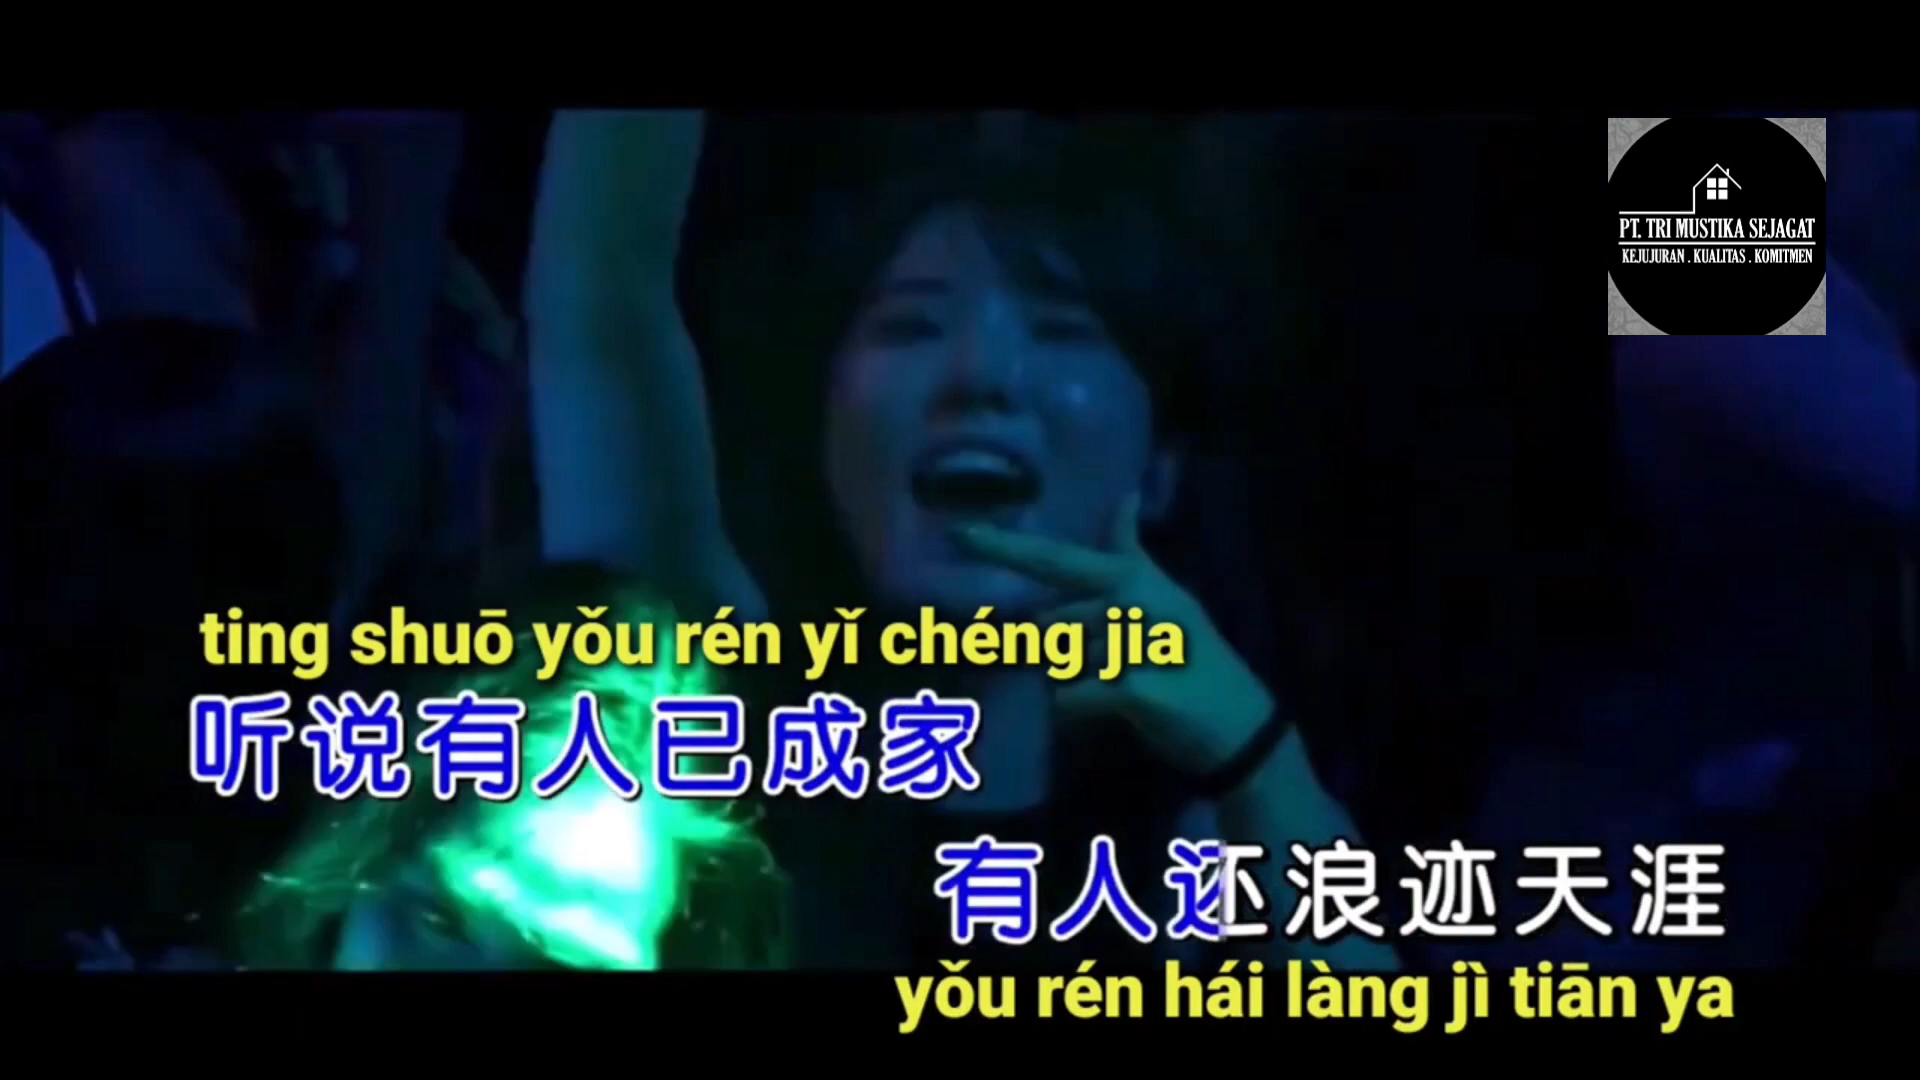 PT. TRI MUSTIKA SEJAGAT
KEJUJURAN . KUALITAS . KOMITMEN
ting shuō yǒu rén yǐ chéng jia
听说有人已成家
有人还浪迹天涯
yǒu rén hái làng jì tiān ya